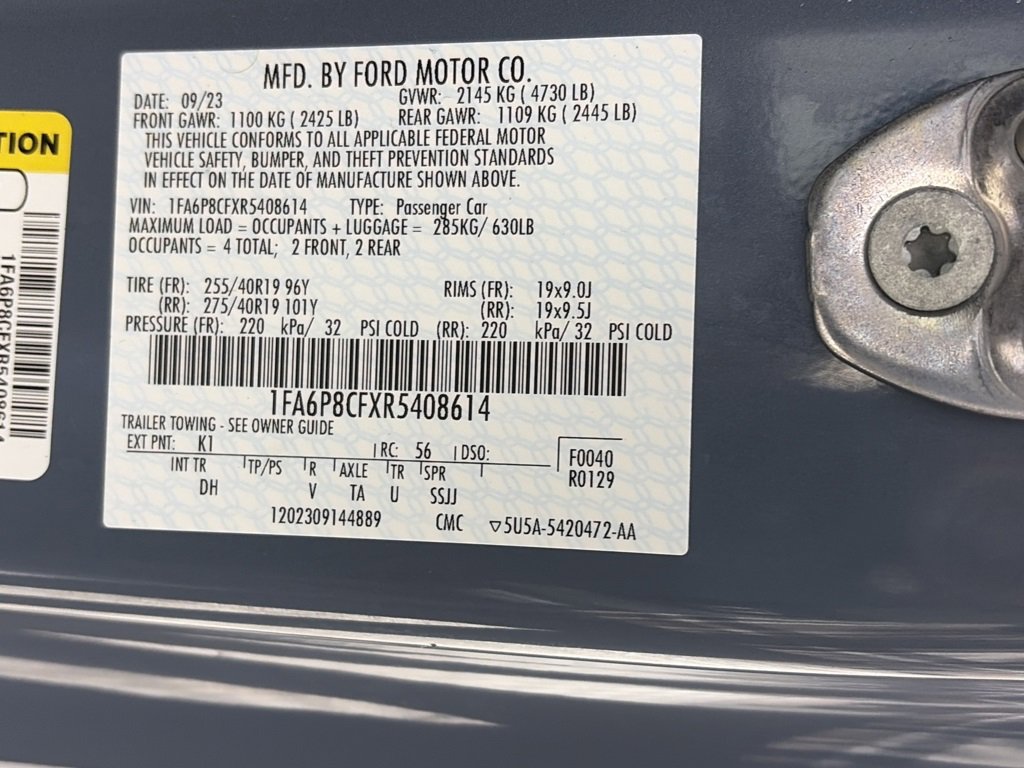 MFD. BY FORD MOTOR CO.
DATE: 09/23 GVWR: 2145 KG ( 4730 LB)
FRONT GAWR: 1100 KG ( 2425 LB) REAR GAWR: 1109 KG ( 2445 LB)
THIS VEHICLE CONFORMS TO ALL APPLICABLE FEDERAL MOTOR
VEHICLE SAFETY, BUMPER, AND THEFT PREVENTION STANDARDS
IN EFFECT ON THE DATE OF MANUFACTURE SHOWN ABOVE.
VIN: 1FA6P8CFXR5408614 TYPE: Passenger Car
MAXIMUM LOAD = OCCUPANTS + LUGGAGE = 285KG/ 630LB
OCCUPANTS = 4 TOTAL; 2 FRONT, 2 REAR
TIRE (FR): 255/40R19 96Y RIMS (FR): 19x9.0J
(RR): 275/40R19 101Y (RR): 19x9.5J
PRESSURE (FR): 220 kPa/ 32 PSI COLD (RR): 220 kPa/ 32 PSI COLD
1FA6P8CFXR5408614
TRAILER TOWING - SEE OWNER GUIDE
EXT PNT: K1 RC: 56 DSO:
INT TR TP/PS R AXLE TR SPR
DH V TA U SSJJ
F0040
R0129
1202309144889 CMC ▽5U5A-5420472-AA
TION
1FA6P8CFXR5408614